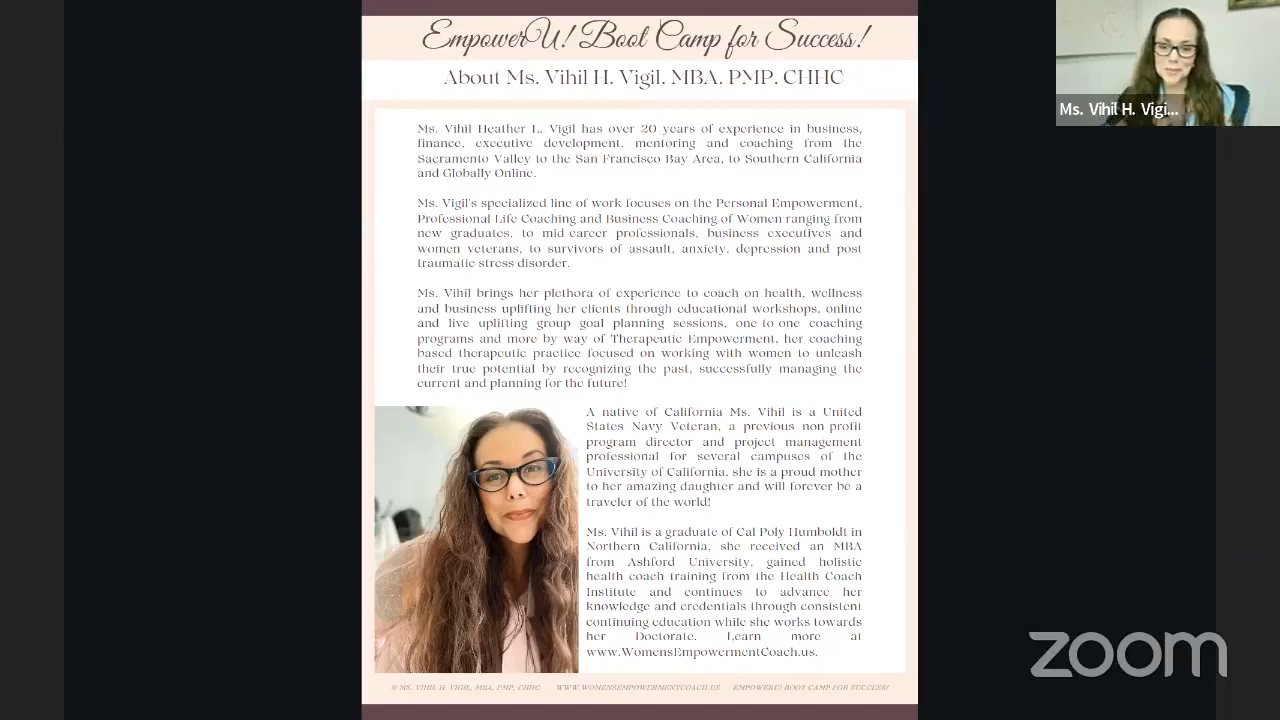 EmpowerU! Boot Camp for Success!
About Ms. Vihil H. Vigil, MBA, PMP, CHHC
Ms. Vihil H. Vigi...
Ms. Vihil Heather L. Vigil has over 20 years of experience in business,
finance, executive development, mentoring and coaching from the
Sacramento Valley to the San Francisco Bay Area, to Southern California
and Globally Online.
Ms. Vigil's specialized line of work focuses on the Personal Empowerment,
Professional Life Coaching and Business Coaching of Women ranging from
new graduates, to mid-career professionals, business executives and
women veterans, to survivors of assault, anxiety, depression and post
traumatic stress disorder.
Ms. Vihil brings her plethora of experience to coach on health, wellness
and business uplifting her clients through educational workshops, online
and live uplifting group goal planning sessions, one-to-one coaching
programs and more by way of Therapeutic Empowerment, her coaching
based therapeutic practice focused on working with women to unleash
their true potential by recognizing the past, successfully managing the
current and planning for the future!
A native of California Ms. Vihil is a United
States Navy Veteran, a previous non-profit
program director and project management
professional for several campuses of the
University of California, she is a proud mother
to her amazing daughter and will forever be a
traveler of the world!
Ms. Vihil is a graduate of Cal Poly Humboldt in
Northern California, she received an MBA
from Ashford University, gained holistic
health coach training from the Health Coach
Institute and continues to advance her
knowledge and credentials through consistent
continuing education while she works towards
her Doctorate. Learn more at
www.WomensEmpowermentCoach.us.
© MS. VIHIL H. VIGIL, MBA, PMP, CHHC WWW.WOMENSEMPOWERMENTCOACH.US EMPOWERU! BOOT CAMP FOR SUCCESS!
zoom